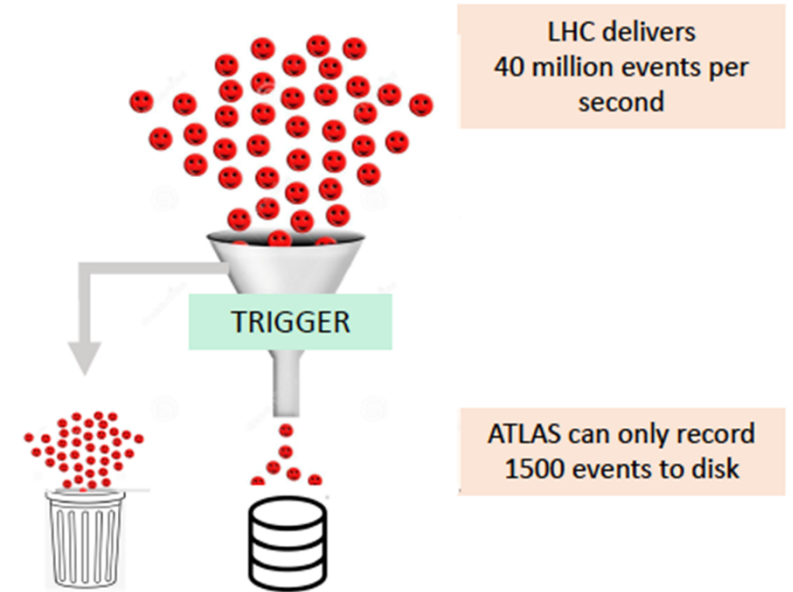 LHC delivers
40 million events per
second
TRIGGER
ATLAS can only record
1500 events to disk